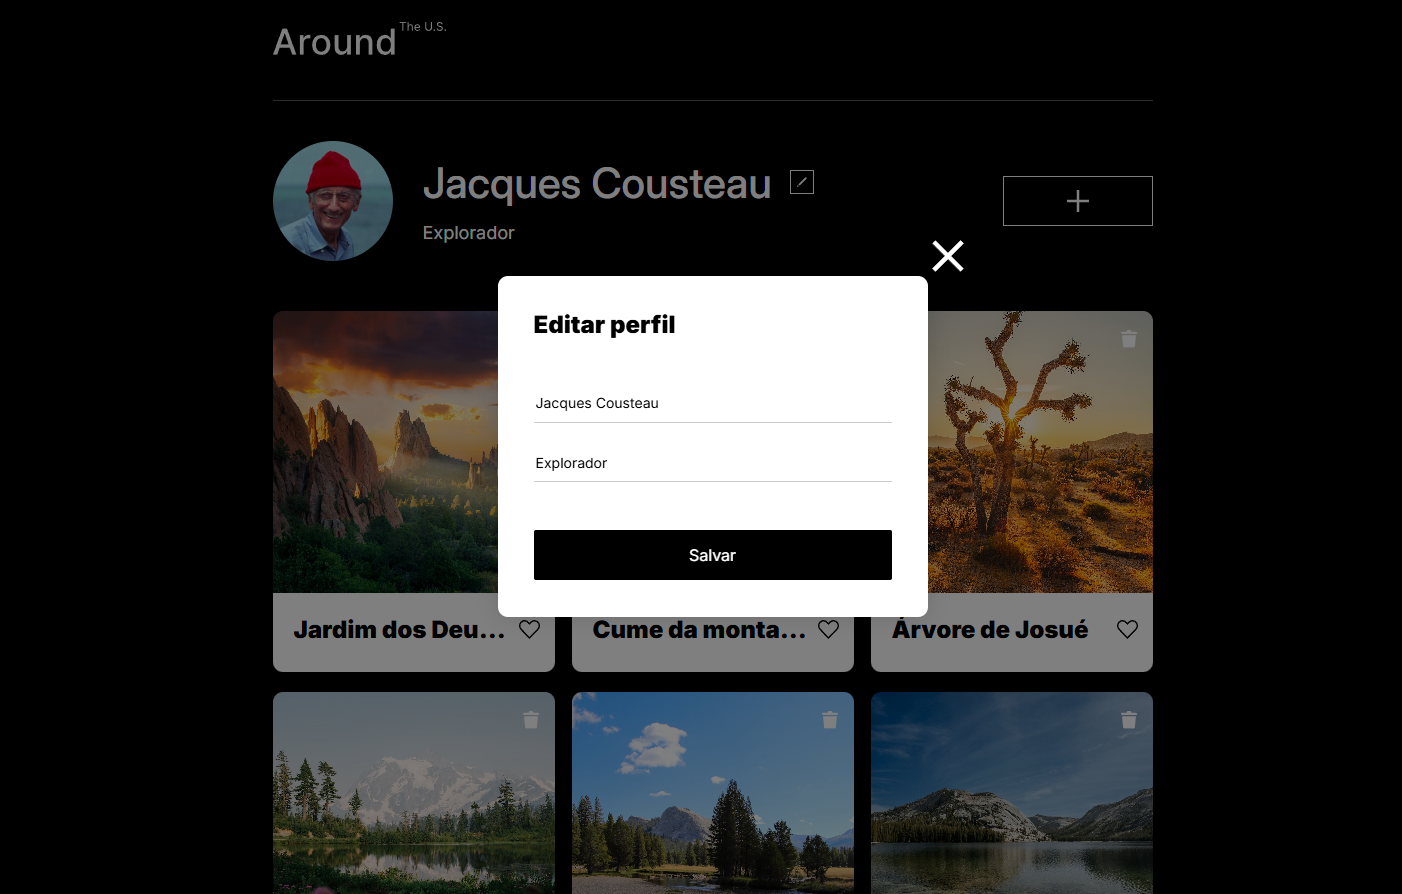 Around The U.S.
Jacques Cousteau
Explorador
Editar perfil
Jacques Cousteau
Explorador
Salvar
Jardim dos Deu...
Cume da monta...
Árvore de Josué